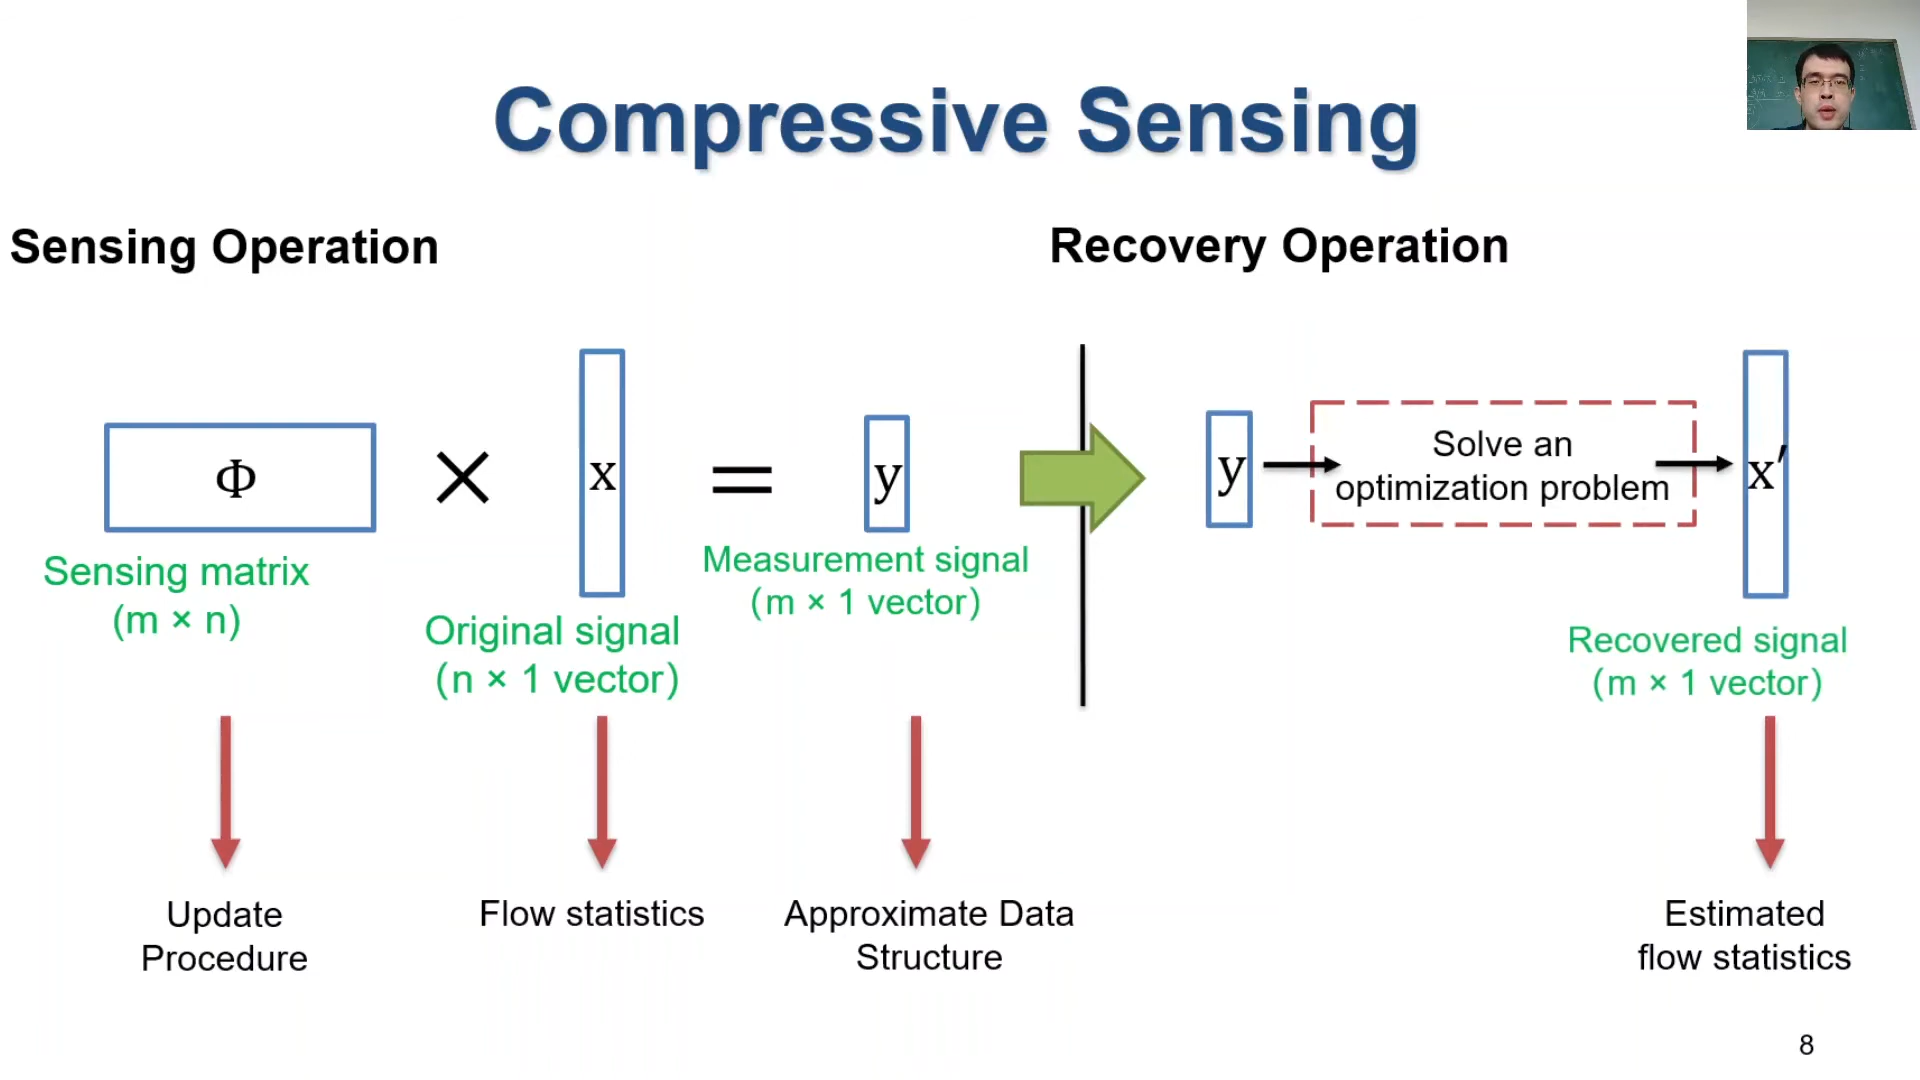 Compressive Sensing
Sensing Operation
Φ
×
x
=
y
Sensing matrix
(m × n)
Original signal
(n × 1 vector)
Measurement signal
(m × 1 vector)
Update
Procedure
Flow statistics
Approximate Data
Structure
Recovery Operation
y
Solve an
optimization problem
x′
Recovered signal
(m × 1 vector)
Estimated
flow statistics
8